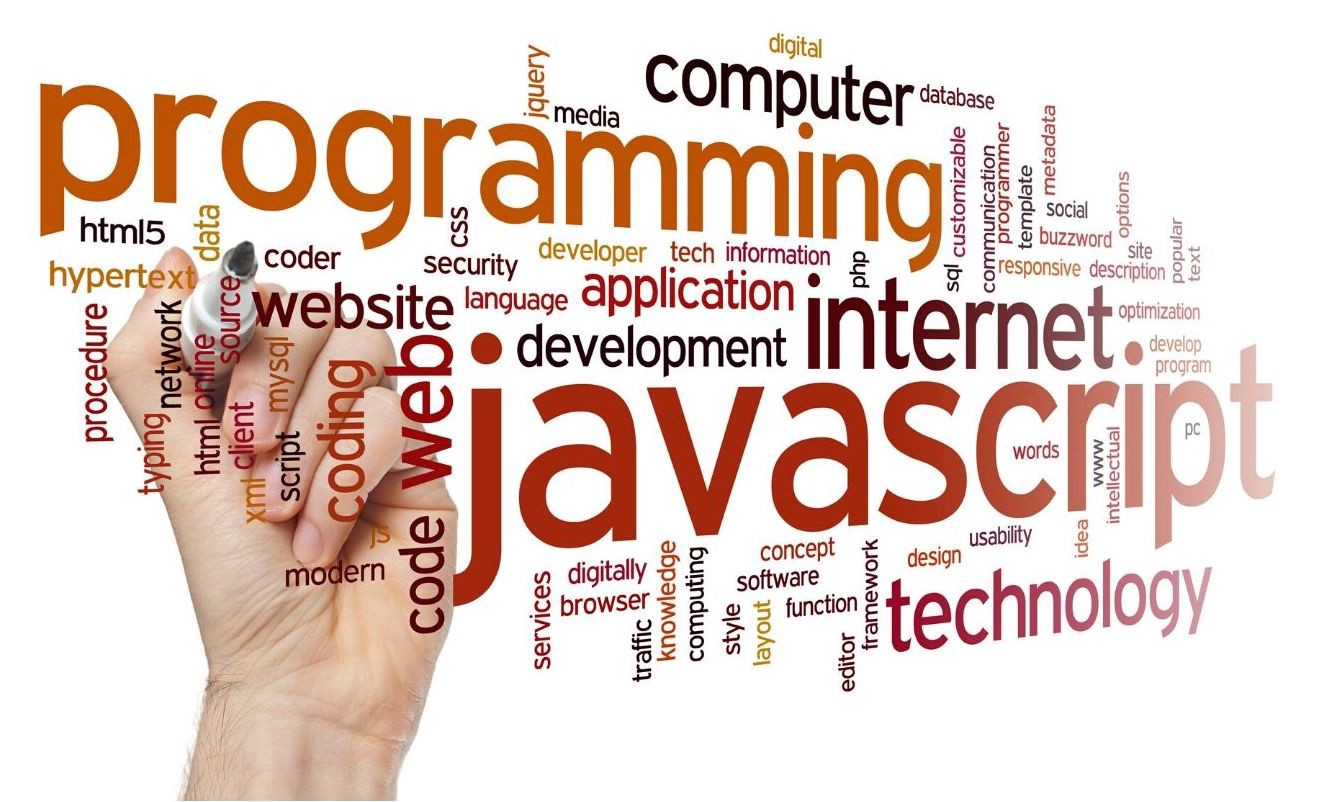 digital
jquery
computer
database
media
programming
customizable
communication
programmer
template
metadata
social
options
buzzword
site
popular
text
html5
data
css
coder
security
developer
tech
information
php
sql
responsive
description
hypertext
source
website
language
application
internet
optimization
procedure
network
online
html
mysql
development
develop
program
web
javascript
coding
typing
client
xml
script
words
www
intellectual
pc
js
code
modern
services
digitally
browser
knowledge
traffic
computing
concept
software
style
layout
function
framework
editor
design
usability
idea
technology